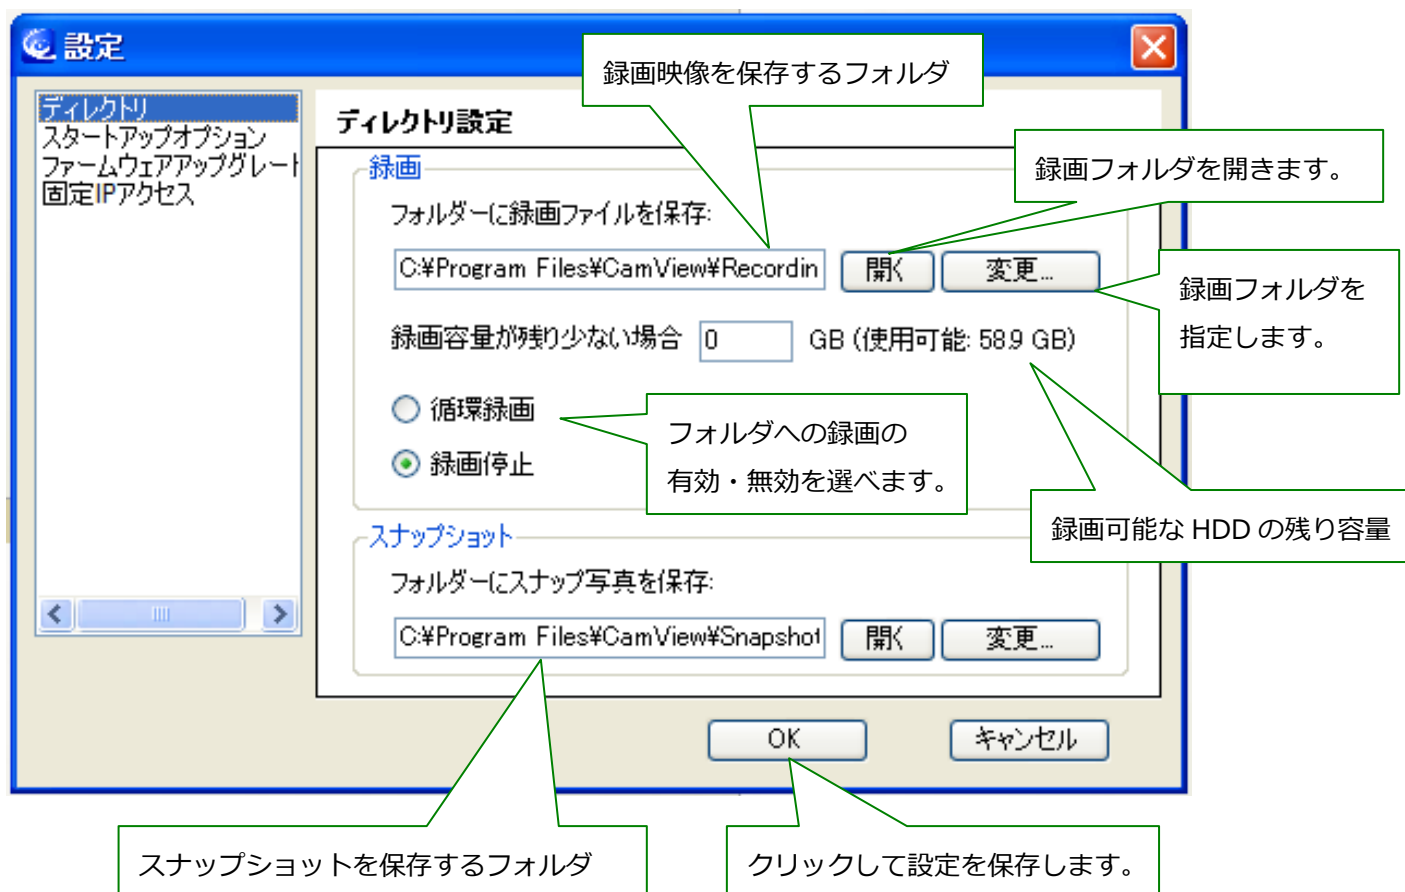 設定
録画映像を保存するフォルダ
ディレクトリ
スタートアップオプション
ファームウェアアップグレート
固定IPアクセス
ディレクトリ設定
録画
録画フォルダを開きます。
フォルダーに録画ファイルを保存:
C:¥Program Files¥CamView¥Recordin
開く
変更...
録画フォルダを
指定します。
録画容量が残り少ない場合 0 GB (使用可能: 58.9 GB)
循環録画
録画停止
フォルダへの録画の
有効・無効を選べます。
録画可能な HDD の残り容量
スナップショット
フォルダーにスナップ写真を保存:
C:¥Program Files¥CamView¥Snapshot
開く
変更...
OK
キャンセル
スナップショットを保存するフォルダ
クリックして設定を保存します。